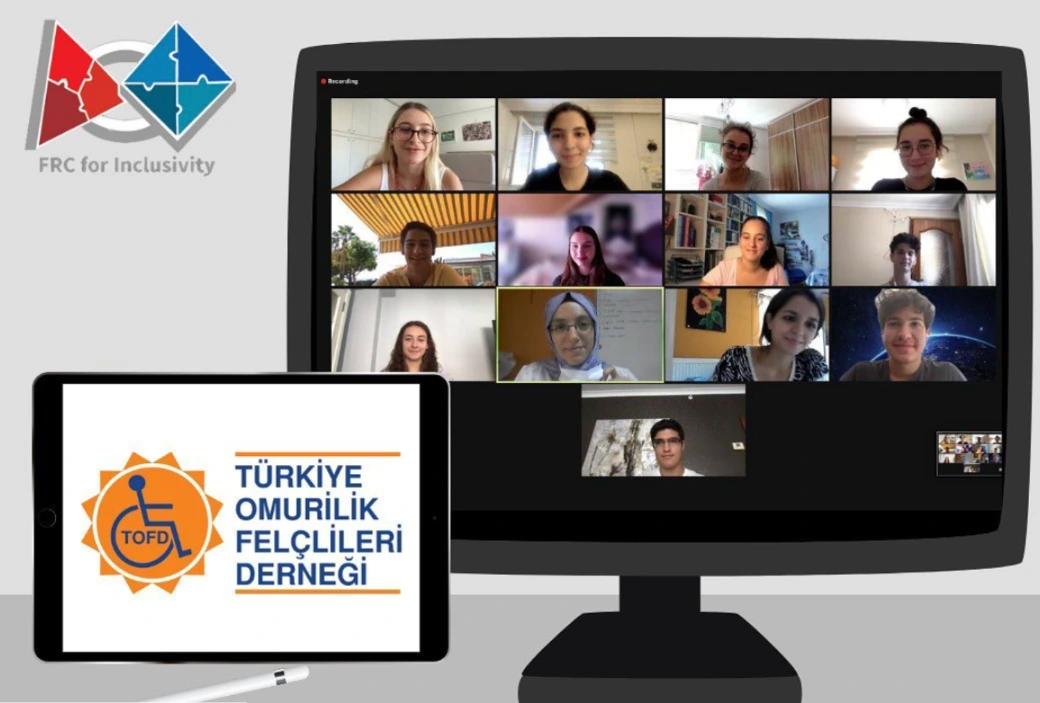 FRC for Inclusivity
Recording
TOFD
TÜRKİYE
OMURİLİK
FELÇLİLERİ
DERNEĞİ